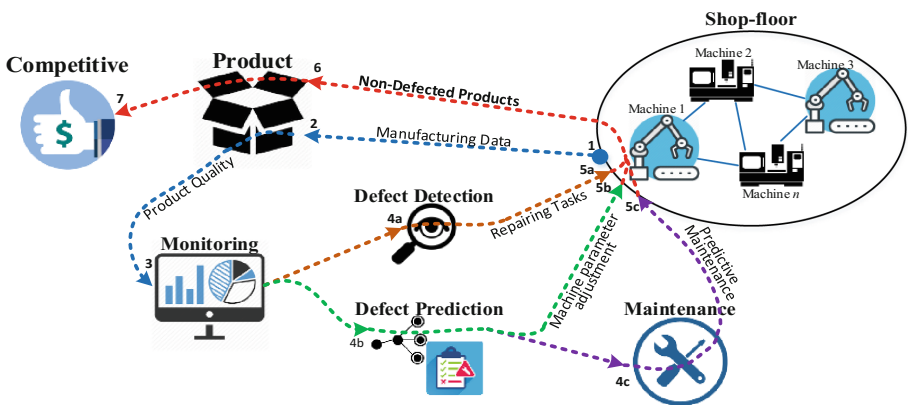 Shop-floor
Machine 2
Machine 3
Machine 1
Machine n
Competitive
7
$
Product
6
Non-Defected Products
2
Manufacturing Data
1
5a
5b
5c
Product Quality
Defect Detection
4a
Repairing Tasks
3
Monitoring
Machine parameter
adjustment
Predictive
Maintenance
Defect Prediction
4b
Maintenance
4c